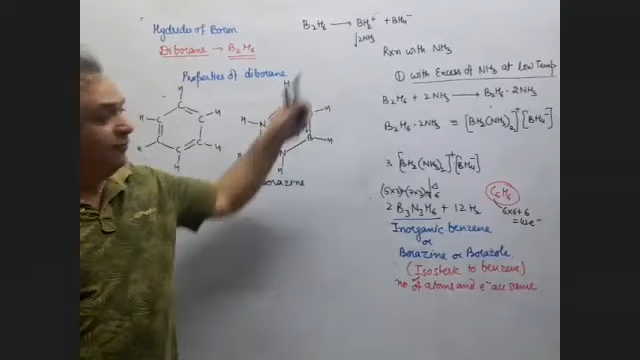 Hydrides of Boron
Diborane → B₂H₆
Properties of diborane
B₂H₆ → BH₂⁺ + BH₄⁻
↓2NH₃
Rxn with NH₃
① with Excess of NH₃ at low Temp
B₂H₆ + 2NH₃ → B₂H₆·2NH₃
B₂H₆·2NH₃ = [BH₂(NH₃)₂]⁺[BH₄⁻]
3[BH₂(NH₃)₂]⁺[BH₄⁻]
↓Δ
2 B₃N₃H₆ + 12 H₂
Inorganic benzene
or
Borazine or Borazole
(Isosteric to benzene)
no. of atoms and e⁻ are same
C₆H₆
6×6+6
=42e⁻
H
C
H
C
C
H
H
C
C
H
C
H
H
H
N
H
B
H
N
H
orazine